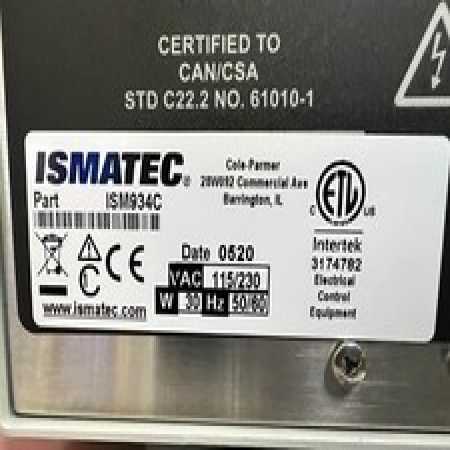 CERTIFIED TO
CAN/CSA
STD C22.2 NO. 61010-1
ISMATEC®
Part ISM934C
Cole-Parmer
28W092 Commercial Ave
Barrington, IL
ETL
C US
Intertek
3174782
Electrical
Control
Equipment
CE
Date 0520
VAC 115/230
W 30 Hz 50/60
www.ismatec.com